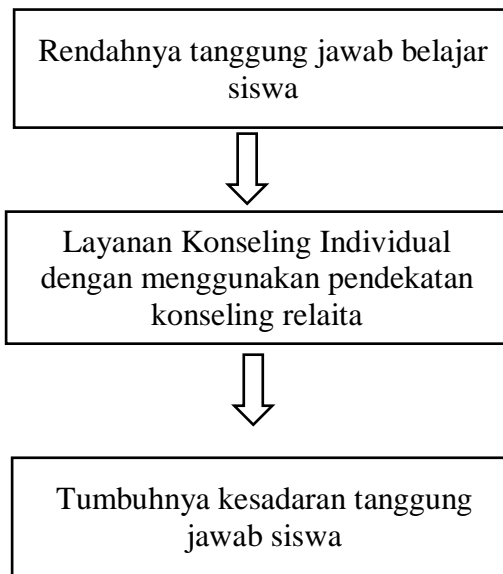 Rendahnya tanggung jawab belajar
siswa
Layanan Konseling Individual
dengan menggunakan pendekatan
konseling relaita
Tumbuhnya kesadaran tanggung
jawab siswa